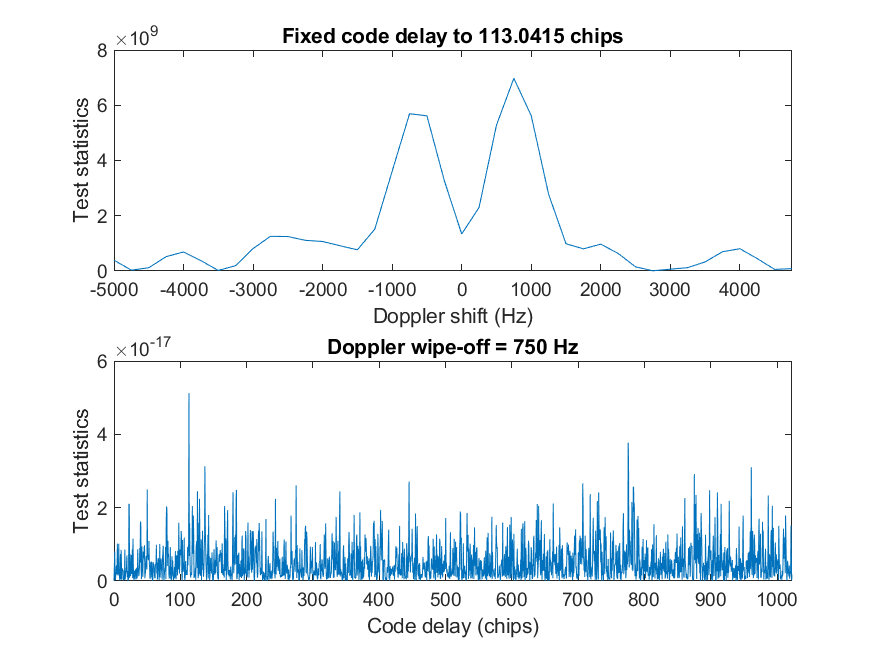 ×10^9
Fixed code delay to 113.0415 chips
Test statistics
8
6
4
2
0
-5000 -4000 -3000 -2000 -1000 0 1000 2000 3000 4000
Doppler shift (Hz)
×10^-17
Doppler wipe-off = 750 Hz
Test statistics
6
4
2
0
0 100 200 300 400 500 600 700 800 900 1000
Code delay (chips)